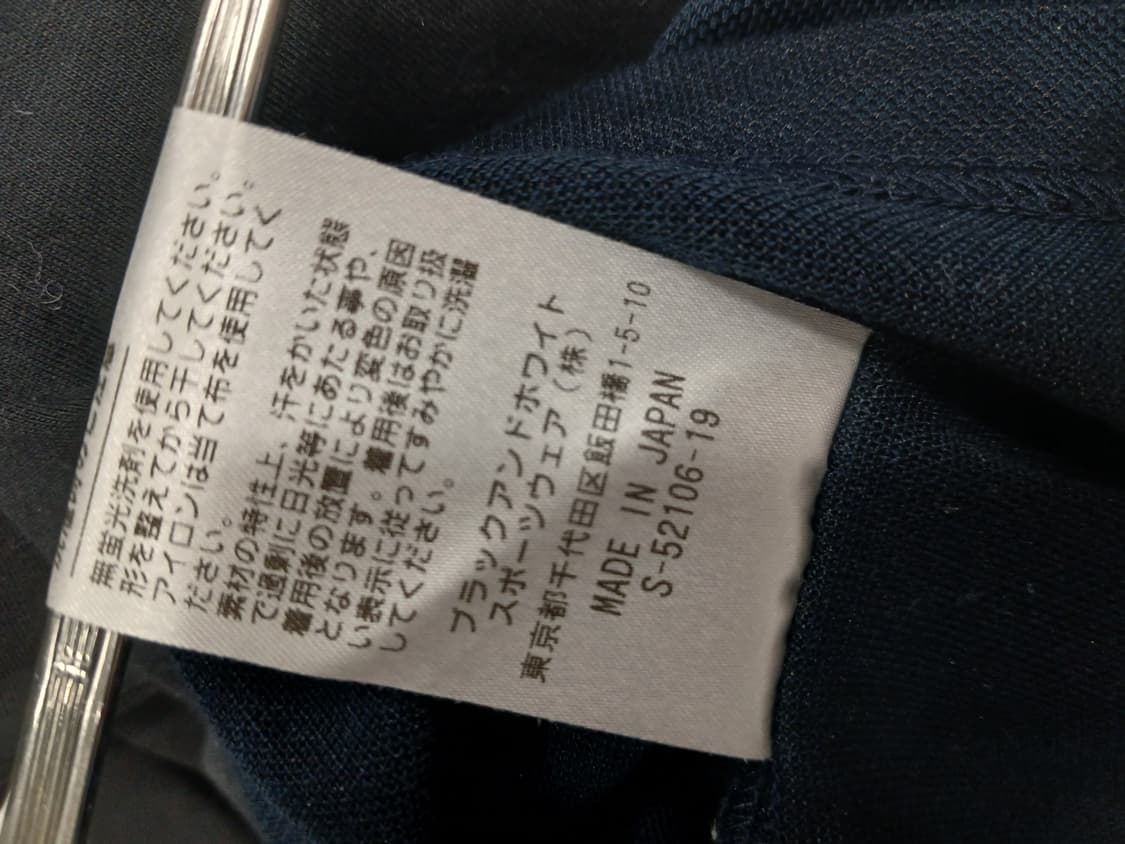 無蛍光洗剤を使用してください。
形を整えてから干してください。
アイロンは当て布を使用してく
ださい。
素材の特性上、汗をかいた状態
で過剰に日光等にあたる事や、
着用後の放置により変色の原因
となります。着用後はお取り扱
い表示に従ってすみやかに洗濯
してください。
ブラックアンドホワイト
スポーツウェア(株)
東京都千代田区飯田橋1-5-10
MADE IN JAPAN
S-52106-19